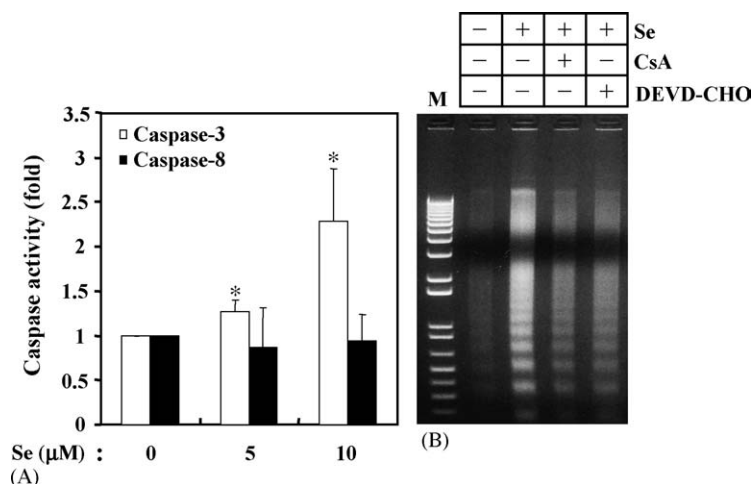 − + + + Se
− − + − CsA
− − − + DEVD-CHO
M
3.5
3
2.5
2
1.5
1
0.5
0
Caspase activity (fold)
Caspase-3
Caspase-8
*
*
Se (μM) : 0 5 10
(A)
(B)